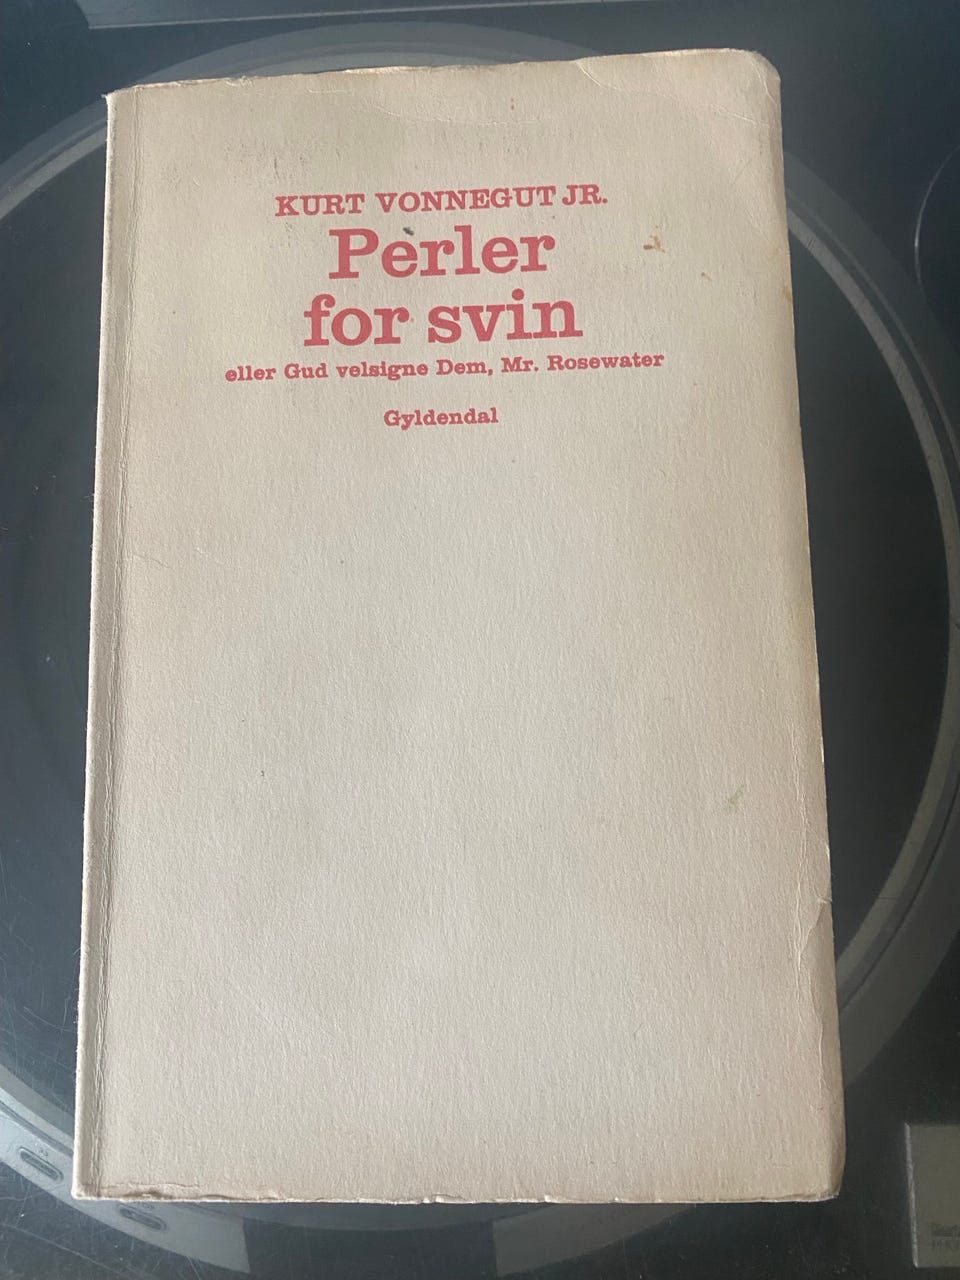 KURT VONNEGUT JR.
Perler
for svin
eller Gud velsigne Dem, Mr. Rosewater
Gyldendal